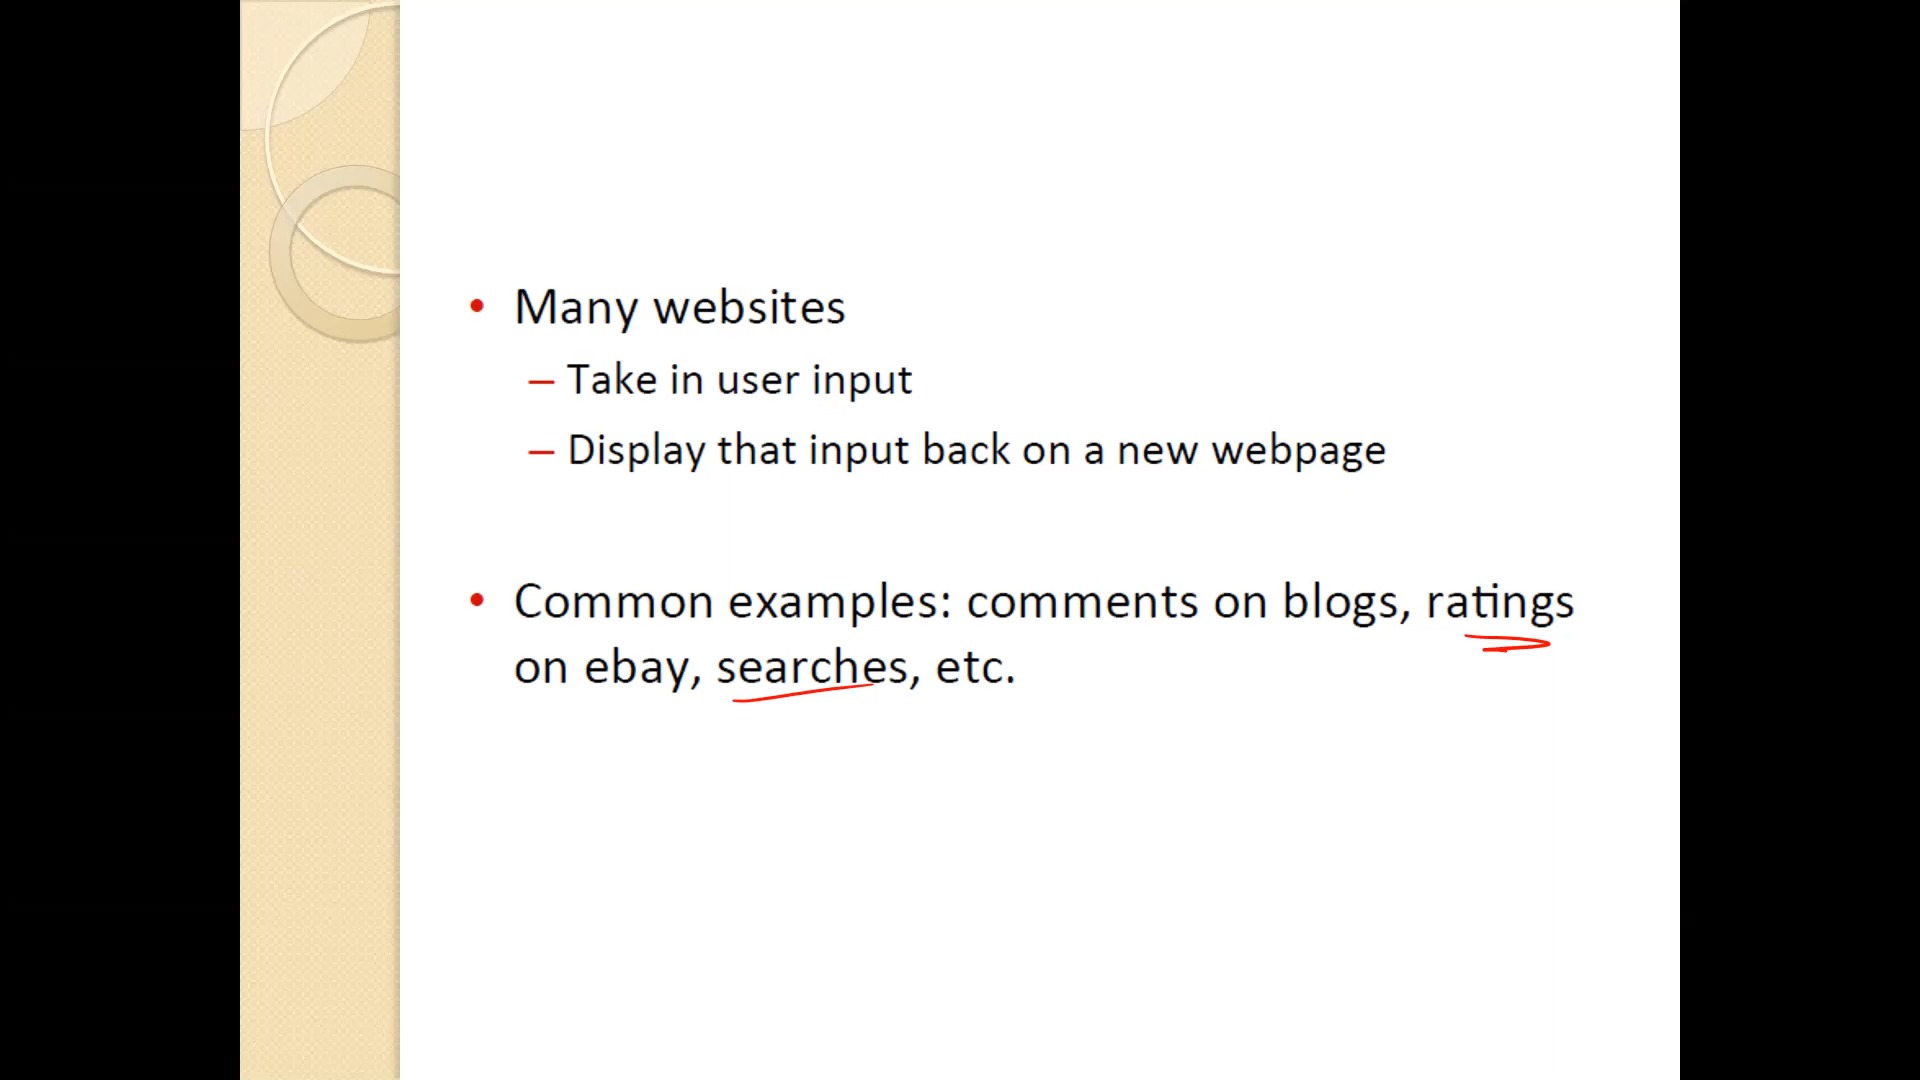 • Many websites
– Take in user input
– Display that input back on a new webpage
• Common examples: comments on blogs, ratings
on ebay, searches, etc.